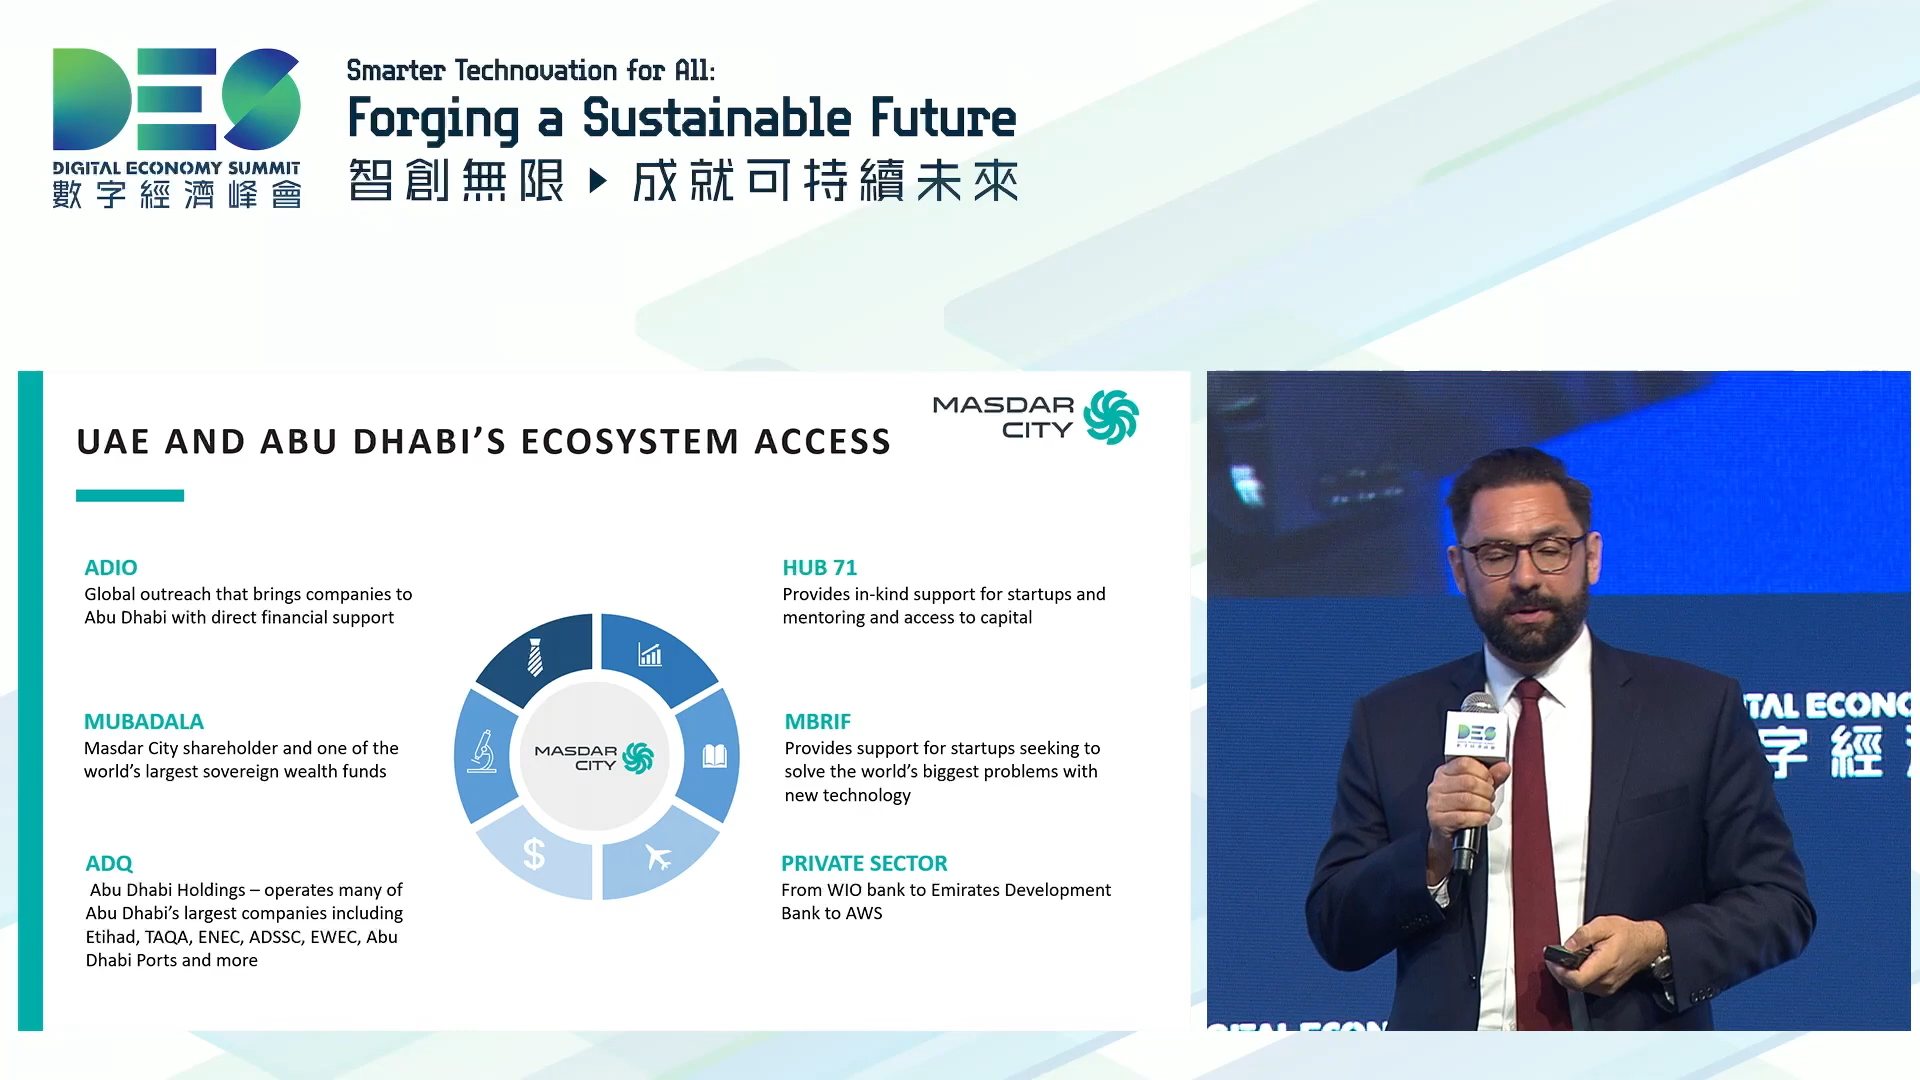 DES
DIGITAL ECONOMY SUMMIT
數字經濟峰會
Smarter Technovation for All:
Forging a Sustainable Future
智創無限 ▶ 成就可持續未來
MASDAR
CITY
UAE AND ABU DHABI’S ECOSYSTEM ACCESS
ADIO
Global outreach that brings companies to
Abu Dhabi with direct financial support
MUBADALA
Masdar City shareholder and one of the
world’s largest sovereign wealth funds
ADQ
Abu Dhabi Holdings – operates many of
Abu Dhabi’s largest companies including
Etihad, TAQA, ENEC, ADSSC, EWEC, Abu
Dhabi Ports and more
MASDAR
CITY
$
HUB 71
Provides in-kind support for startups and
mentoring and access to capital
MBRIF
Provides support for startups seeking to
solve the world’s biggest problems with
new technology
PRIVATE SECTOR
From WIO bank to Emirates Development
Bank to AWS
DES
TAL ECONO
字經
GITAL ECON